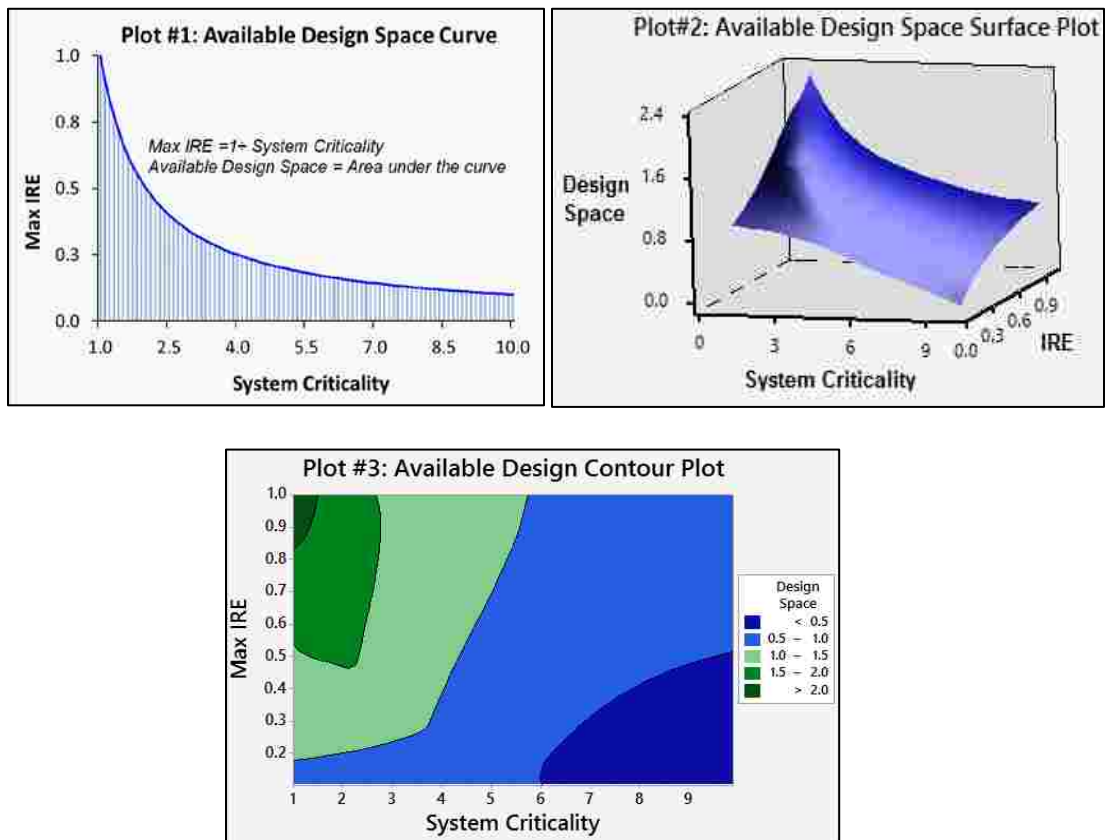 Plot #1: Available Design Space Curve
1.0
0.8
0.5
0.3
0.0
Max IRE
Max IRE =1÷ System Criticality
Available Design Space = Area under the curve
1.0 2.5 4.0 5.5 7.0 8.5 10.0
System Criticality
Plot#2: Available Design Space Surface Plot
2.4
1.6
0.8
0.0
Design
Space
0 3 6 9
System Criticality
0.0 0.3 0.6 0.9
IRE
Plot #3: Available Design Contour Plot
1.0
0.9
0.8
0.7
0.6
0.5
0.4
0.3
0.2
Max IRE
1 2 3 4 5 6 7 8 9
System Criticality
Design
Space
< 0.5
0.5 – 1.0
1.0 – 1.5
1.5 – 2.0
> 2.0